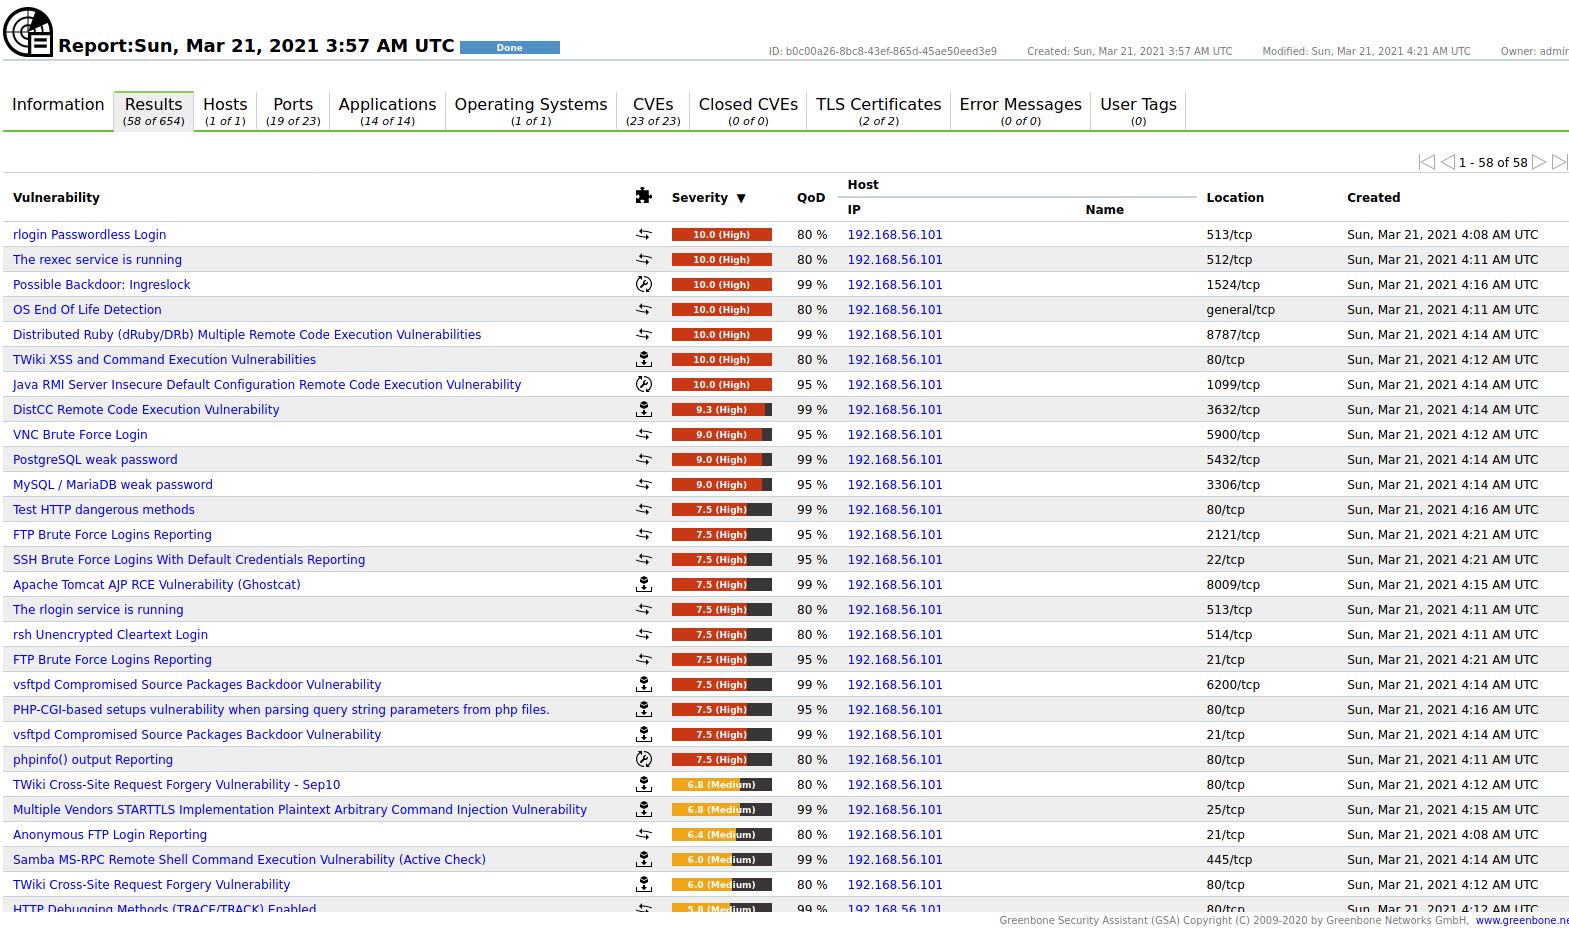 Report:Sun, Mar 21, 2021 3:57 AM UTC Done ID: b0c00a26-8bc8-43ef-865d-45ae50eed3e9 Created: Sun, Mar 21, 2021 3:57 AM UTC Modified: Sun, Mar 21, 2021 4:21 AM UTC Owner: admin
Information Results Hosts Ports Applications Operating Systems CVEs Closed CVEs TLS Certificates Error Messages User Tags
(58 of 654) (1 of 1) (19 of 23) (14 of 14) (1 of 1) (23 of 23) (0 of 0) (2 of 2) (0 of 0) (0)
1 - 58 of 58
Vulnerability Severity ▼ QoD Host Location Created
IP Name
rlogin Passwordless Login 10.0 (High) 80 % 192.168.56.101 513/tcp Sun, Mar 21, 2021 4:08 AM UTC
The rexec service is running 10.0 (High) 80 % 192.168.56.101 512/tcp Sun, Mar 21, 2021 4:11 AM UTC
Possible Backdoor: Ingreslock 10.0 (High) 99 % 192.168.56.101 1524/tcp Sun, Mar 21, 2021 4:16 AM UTC
OS End Of Life Detection 10.0 (High) 80 % 192.168.56.101 general/tcp Sun, Mar 21, 2021 4:11 AM UTC
Distributed Ruby (dRuby/DRb) Multiple Remote Code Execution Vulnerabilities 10.0 (High) 99 % 192.168.56.101 8787/tcp Sun, Mar 21, 2021 4:14 AM UTC
TWiki XSS and Command Execution Vulnerabilities 10.0 (High) 80 % 192.168.56.101 80/tcp Sun, Mar 21, 2021 4:12 AM UTC
Java RMI Server Insecure Default Configuration Remote Code Execution Vulnerability 10.0 (High) 95 % 192.168.56.101 1099/tcp Sun, Mar 21, 2021 4:14 AM UTC
DistCC Remote Code Execution Vulnerability 9.3 (High) 99 % 192.168.56.101 3632/tcp Sun, Mar 21, 2021 4:14 AM UTC
VNC Brute Force Login 9.0 (High) 95 % 192.168.56.101 5900/tcp Sun, Mar 21, 2021 4:12 AM UTC
PostgreSQL weak password 9.0 (High) 99 % 192.168.56.101 5432/tcp Sun, Mar 21, 2021 4:14 AM UTC
MySQL / MariaDB weak password 9.0 (High) 95 % 192.168.56.101 3306/tcp Sun, Mar 21, 2021 4:14 AM UTC
Test HTTP dangerous methods 7.5 (High) 99 % 192.168.56.101 80/tcp Sun, Mar 21, 2021 4:16 AM UTC
FTP Brute Force Logins Reporting 7.5 (High) 95 % 192.168.56.101 2121/tcp Sun, Mar 21, 2021 4:21 AM UTC
SSH Brute Force Logins With Default Credentials Reporting 7.5 (High) 95 % 192.168.56.101 22/tcp Sun, Mar 21, 2021 4:21 AM UTC
Apache Tomcat AJP RCE Vulnerability (Ghostcat) 7.5 (High) 99 % 192.168.56.101 8009/tcp Sun, Mar 21, 2021 4:15 AM UTC
The rlogin service is running 7.5 (High) 80 % 192.168.56.101 513/tcp Sun, Mar 21, 2021 4:11 AM UTC
rsh Unencrypted Cleartext Login 7.5 (High) 80 % 192.168.56.101 514/tcp Sun, Mar 21, 2021 4:11 AM UTC
FTP Brute Force Logins Reporting 7.5 (High) 95 % 192.168.56.101 21/tcp Sun, Mar 21, 2021 4:21 AM UTC
vsftpd Compromised Source Packages Backdoor Vulnerability 7.5 (High) 99 % 192.168.56.101 6200/tcp Sun, Mar 21, 2021 4:14 AM UTC
PHP-CGI-based setups vulnerability when parsing query string parameters from php files. 7.5 (High) 95 % 192.168.56.101 80/tcp Sun, Mar 21, 2021 4:16 AM UTC
vsftpd Compromised Source Packages Backdoor Vulnerability 7.5 (High) 99 % 192.168.56.101 21/tcp Sun, Mar 21, 2021 4:14 AM UTC
phpinfo() output Reporting 7.5 (High) 80 % 192.168.56.101 80/tcp Sun, Mar 21, 2021 4:11 AM UTC
TWiki Cross-Site Request Forgery Vulnerability - Sep10 6.8 (Medium) 80 % 192.168.56.101 80/tcp Sun, Mar 21, 2021 4:12 AM UTC
Multiple Vendors STARTTLS Implementation Plaintext Arbitrary Command Injection Vulnerability 6.8 (Medium) 99 % 192.168.56.101 25/tcp Sun, Mar 21, 2021 4:15 AM UTC
Anonymous FTP Login Reporting 6.4 (Medium) 80 % 192.168.56.101 21/tcp Sun, Mar 21, 2021 4:08 AM UTC
Samba MS-RPC Remote Shell Command Execution Vulnerability (Active Check) 6.0 (Medium) 99 % 192.168.56.101 445/tcp Sun, Mar 21, 2021 4:14 AM UTC
TWiki Cross-Site Request Forgery Vulnerability 6.0 (Medium) 80 % 192.168.56.101 80/tcp Sun, Mar 21, 2021 4:12 AM UTC
HTTP Debugging Methods (TRACE/TRACK) Enabled 5.8 (Medium) 99 % 192.168.56.101 80/tcp Sun, Mar 21, 2021 4:12 AM UTC
Greenbone Security Assistant (GSA) Copyright (C) 2009-2020 by Greenbone Networks GmbH, www.greenbone.ne